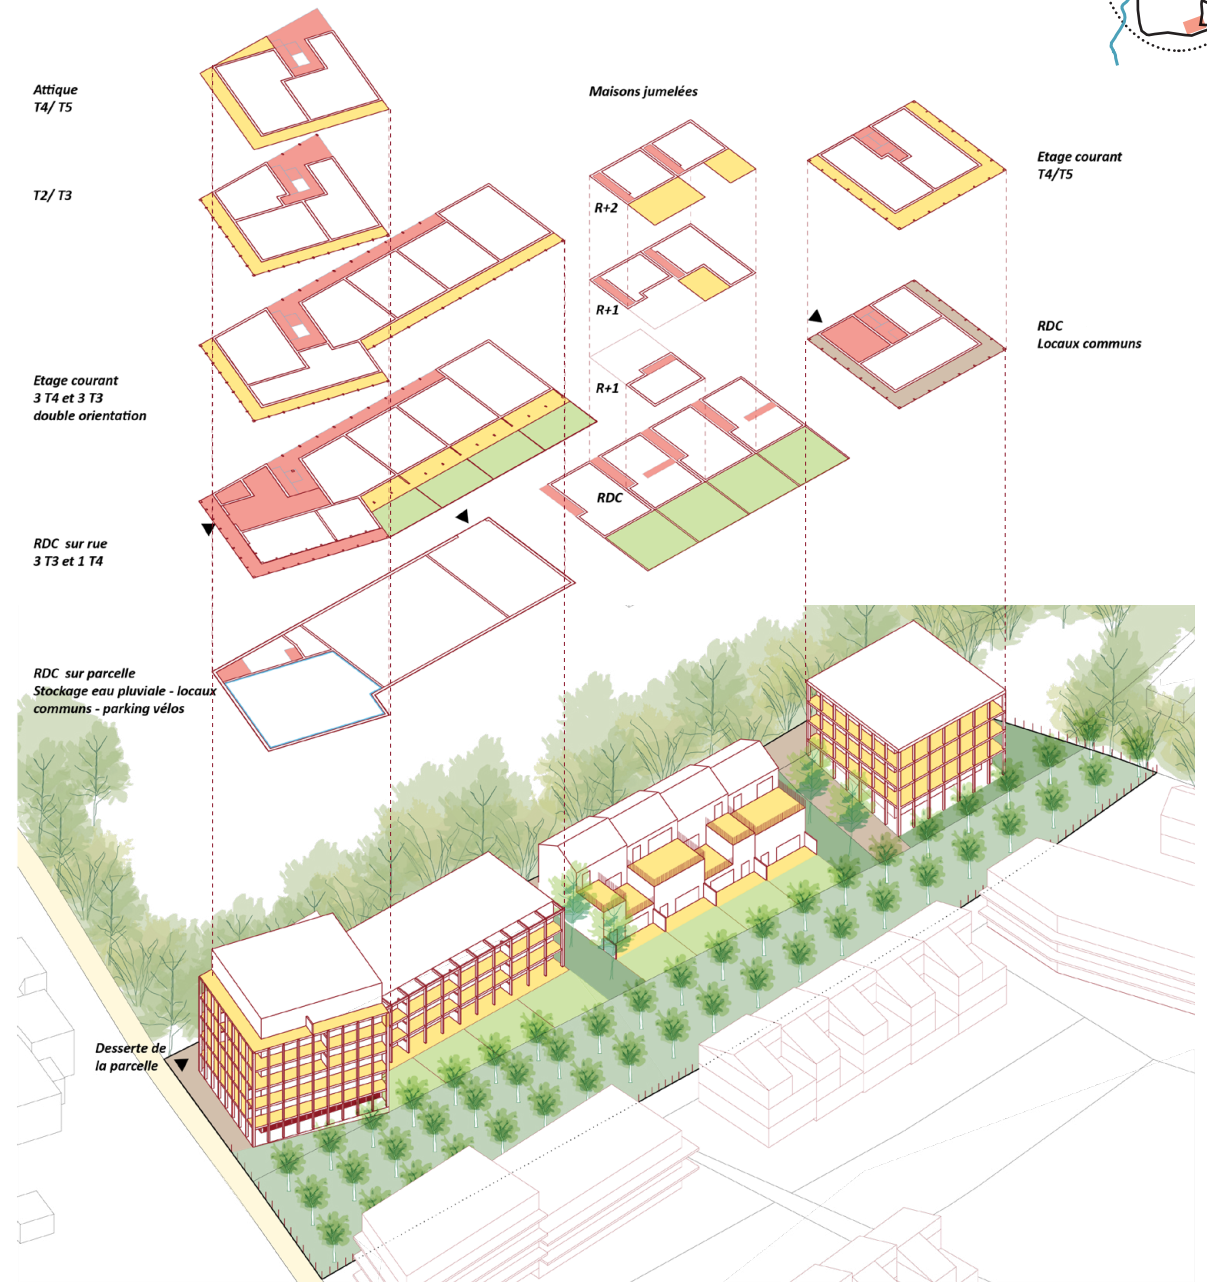 Attique
T4/ T5
T2/ T3
Etage courant
3 T4 et 3 T3
double orientation
RDC sur rue
3 T3 et 1 T4
RDC sur parcelle
Stockage eau pluviale - locaux
communs - parking vélos
Maisons jumelées
R+2
R+1
R+1
RDC
Etage courant
T4/T5
RDC
Locaux communs
Desserte de
la parcelle